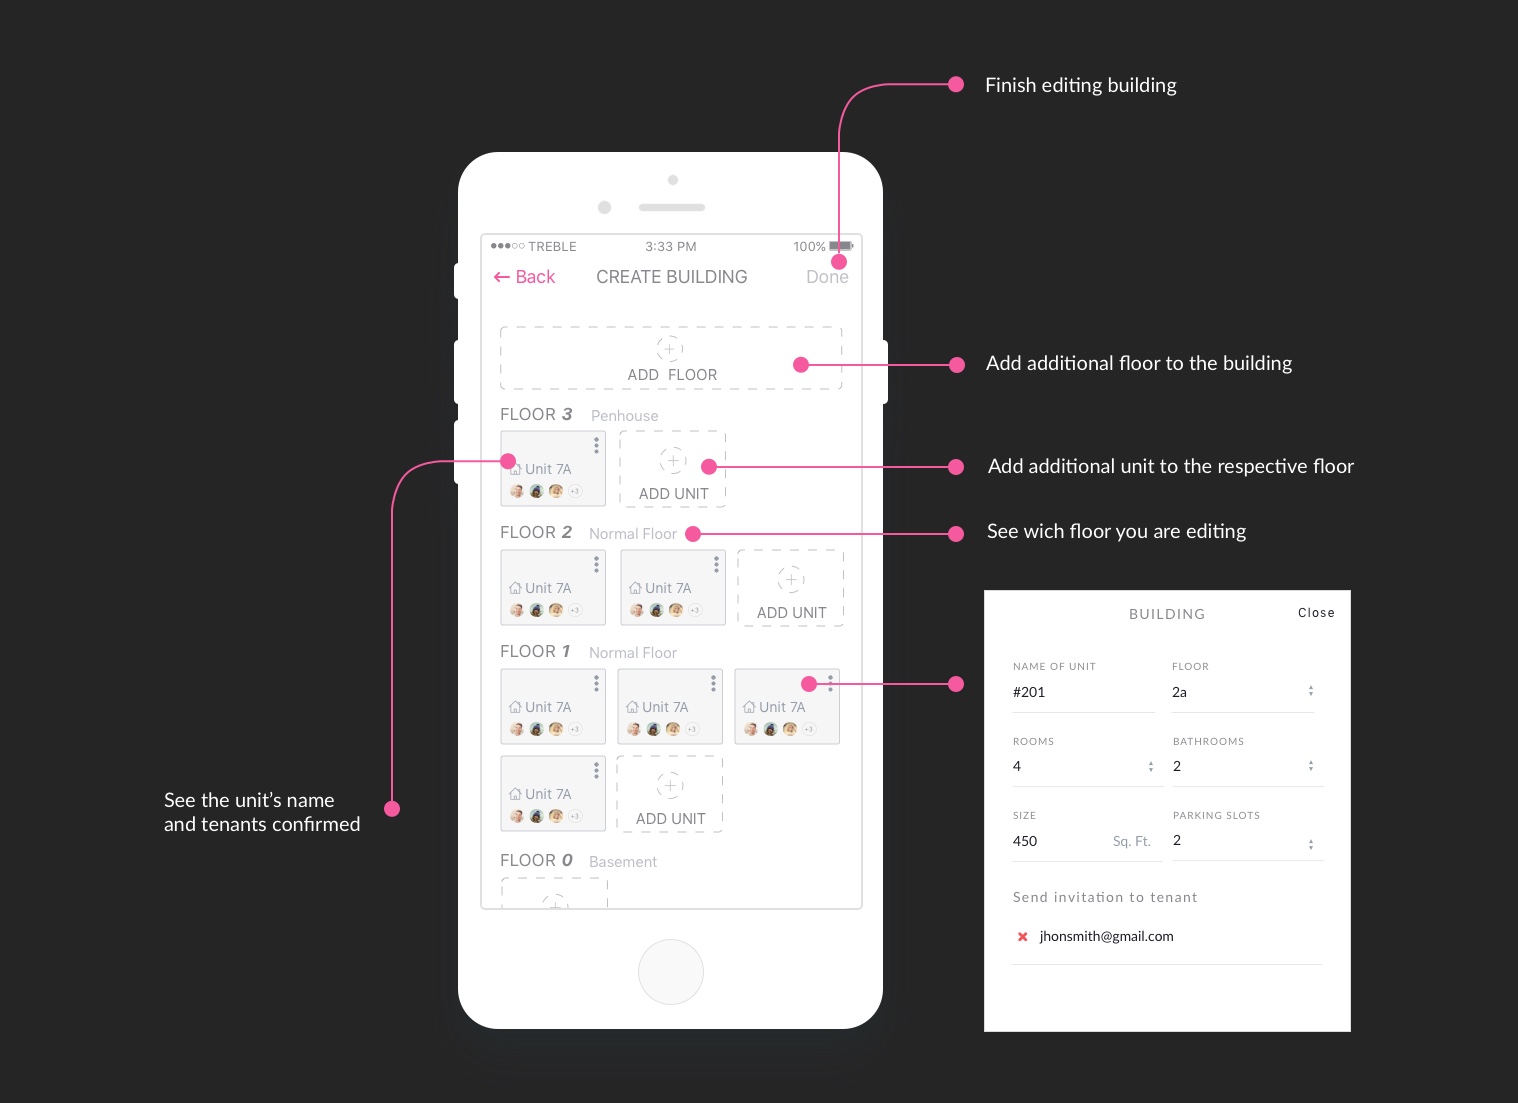 Finish editing building
TREBLE 3:33 PM 100%
← Back CREATE BUILDING Done
ADD FLOOR
Add additional floor to the building
FLOOR 3 Penhouse
Unit 7A
+3
ADD UNIT
Add additional unit to the respective floor
FLOOR 2 Normal Floor
See wich floor you are editing
Unit 7A Unit 7A
+3 +3
ADD UNIT
FLOOR 1 Normal Floor
Unit 7A Unit 7A Unit 7A
+3 +3 +3
Unit 7A
+3
ADD UNIT
FLOOR 0 Basement
See the unit’s name
and tenants confirmed
BUILDING Close
NAME OF UNIT FLOOR
#201 2a
ROOMS BATHROOMS
4 2
SIZE PARKING SLOTS
450 Sq. Ft. 2
Send invitation to tenant
jhonsmith@gmail.com